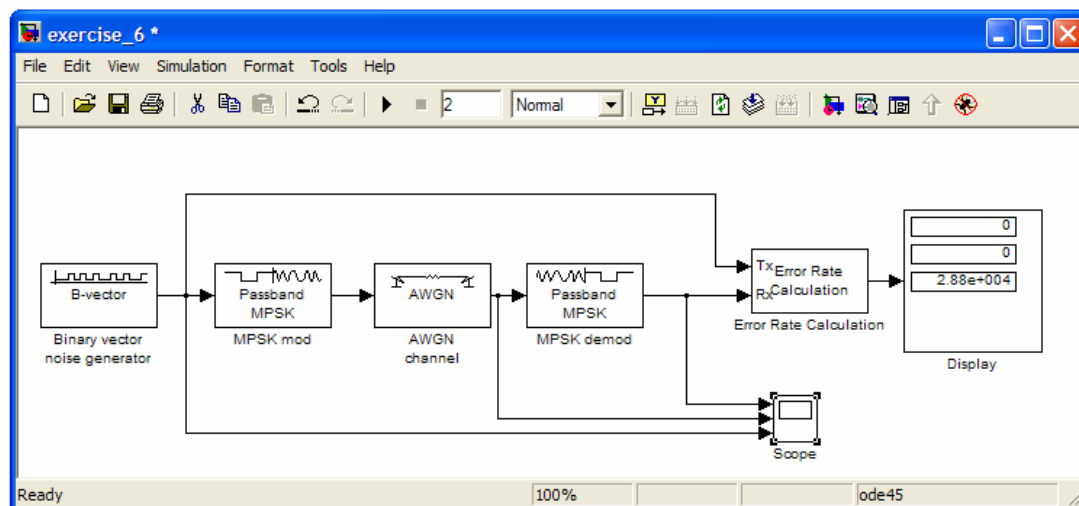 exercise_6 *
File Edit View Simulation Format Tools Help
2 Normal
B-vector
Binary vector
noise generator
Passband
MPSK
MPSK mod
AWGN
AWGN
channel
Passband
MPSK
MPSK demod
Tx
Rx
Error Rate
Calculation
Error Rate Calculation
0
0
2.88e+004
Display
Scope
Ready 100% ode45